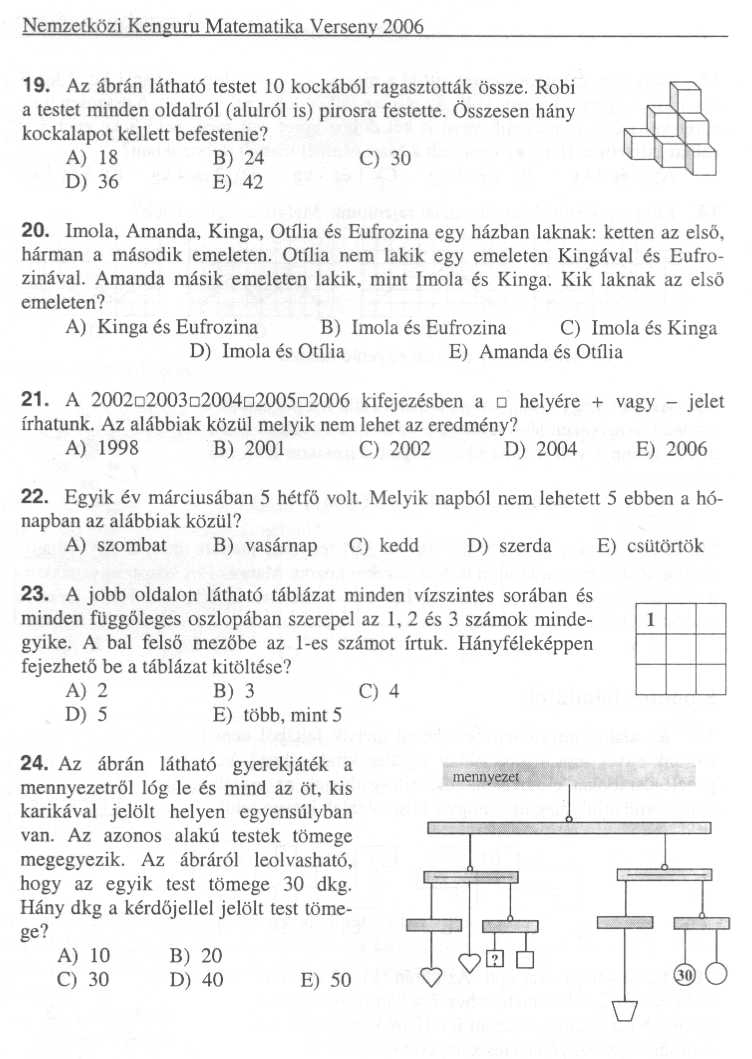 Nemzetközi Kenguru Matematika Verseny 2006
19. Az ábrán látható testet 10 kockából ragasztották össze. Robi
a testet minden oldalról (alulról is) pirosra festette. Összesen hány
kockalapot kellett befestenie?
A) 18 B) 24 C) 30
D) 36 E) 42
20. Imola, Amanda, Kinga, Otília és Eufrozina egy házban laknak: ketten az első,
hárman a második emeleten. Otília nem lakik egy emeleten Kingával és Eufro-
zinával. Amanda másik emeleten lakik, mint Imola és Kinga. Kik laknak az első
emeleten?
A) Kinga és Eufrozina B) Imola és Eufrozina C) Imola és Kinga
D) Imola és Otília E) Amanda és Otília
21. A 2002□2003□2004□2005□2006 kifejezésben a □ helyére + vagy − jelet
írhatunk. Az alábbiak közül melyik nem lehet az eredmény?
A) 1998 B) 2001 C) 2002 D) 2004 E) 2006
22. Egyik év márciusában 5 hétfő volt. Melyik napból nem lehetett 5 ebben a hó-
napban az alábbiak közül?
A) szombat B) vasárnap C) kedd D) szerda E) csütörtök
23. A jobb oldalon látható táblázat minden vízszintes sorában és
minden függőleges oszlopában szerepel az 1, 2 és 3 számok minde-
gyike. A bal felső mezőbe az 1-es számot írtuk. Hányféleképpen
fejezhető be a táblázat kitöltése?
A) 2 B) 3 C) 4
D) 5 E) több, mint 5
1
24. Az ábrán látható gyerekjáték a
mennyezetről lóg le és mind az öt, kis
karikával jelölt helyen egyensúlyban
van. Az azonos alakú testek tömege
megegyezik. Az ábráról leolvasható,
hogy az egyik test tömege 30 dkg.
Hány dkg a kérdőjellel jelölt test töme-
ge?
A) 10 B) 20
C) 30 D) 40 E) 50
mennyezet
?
30